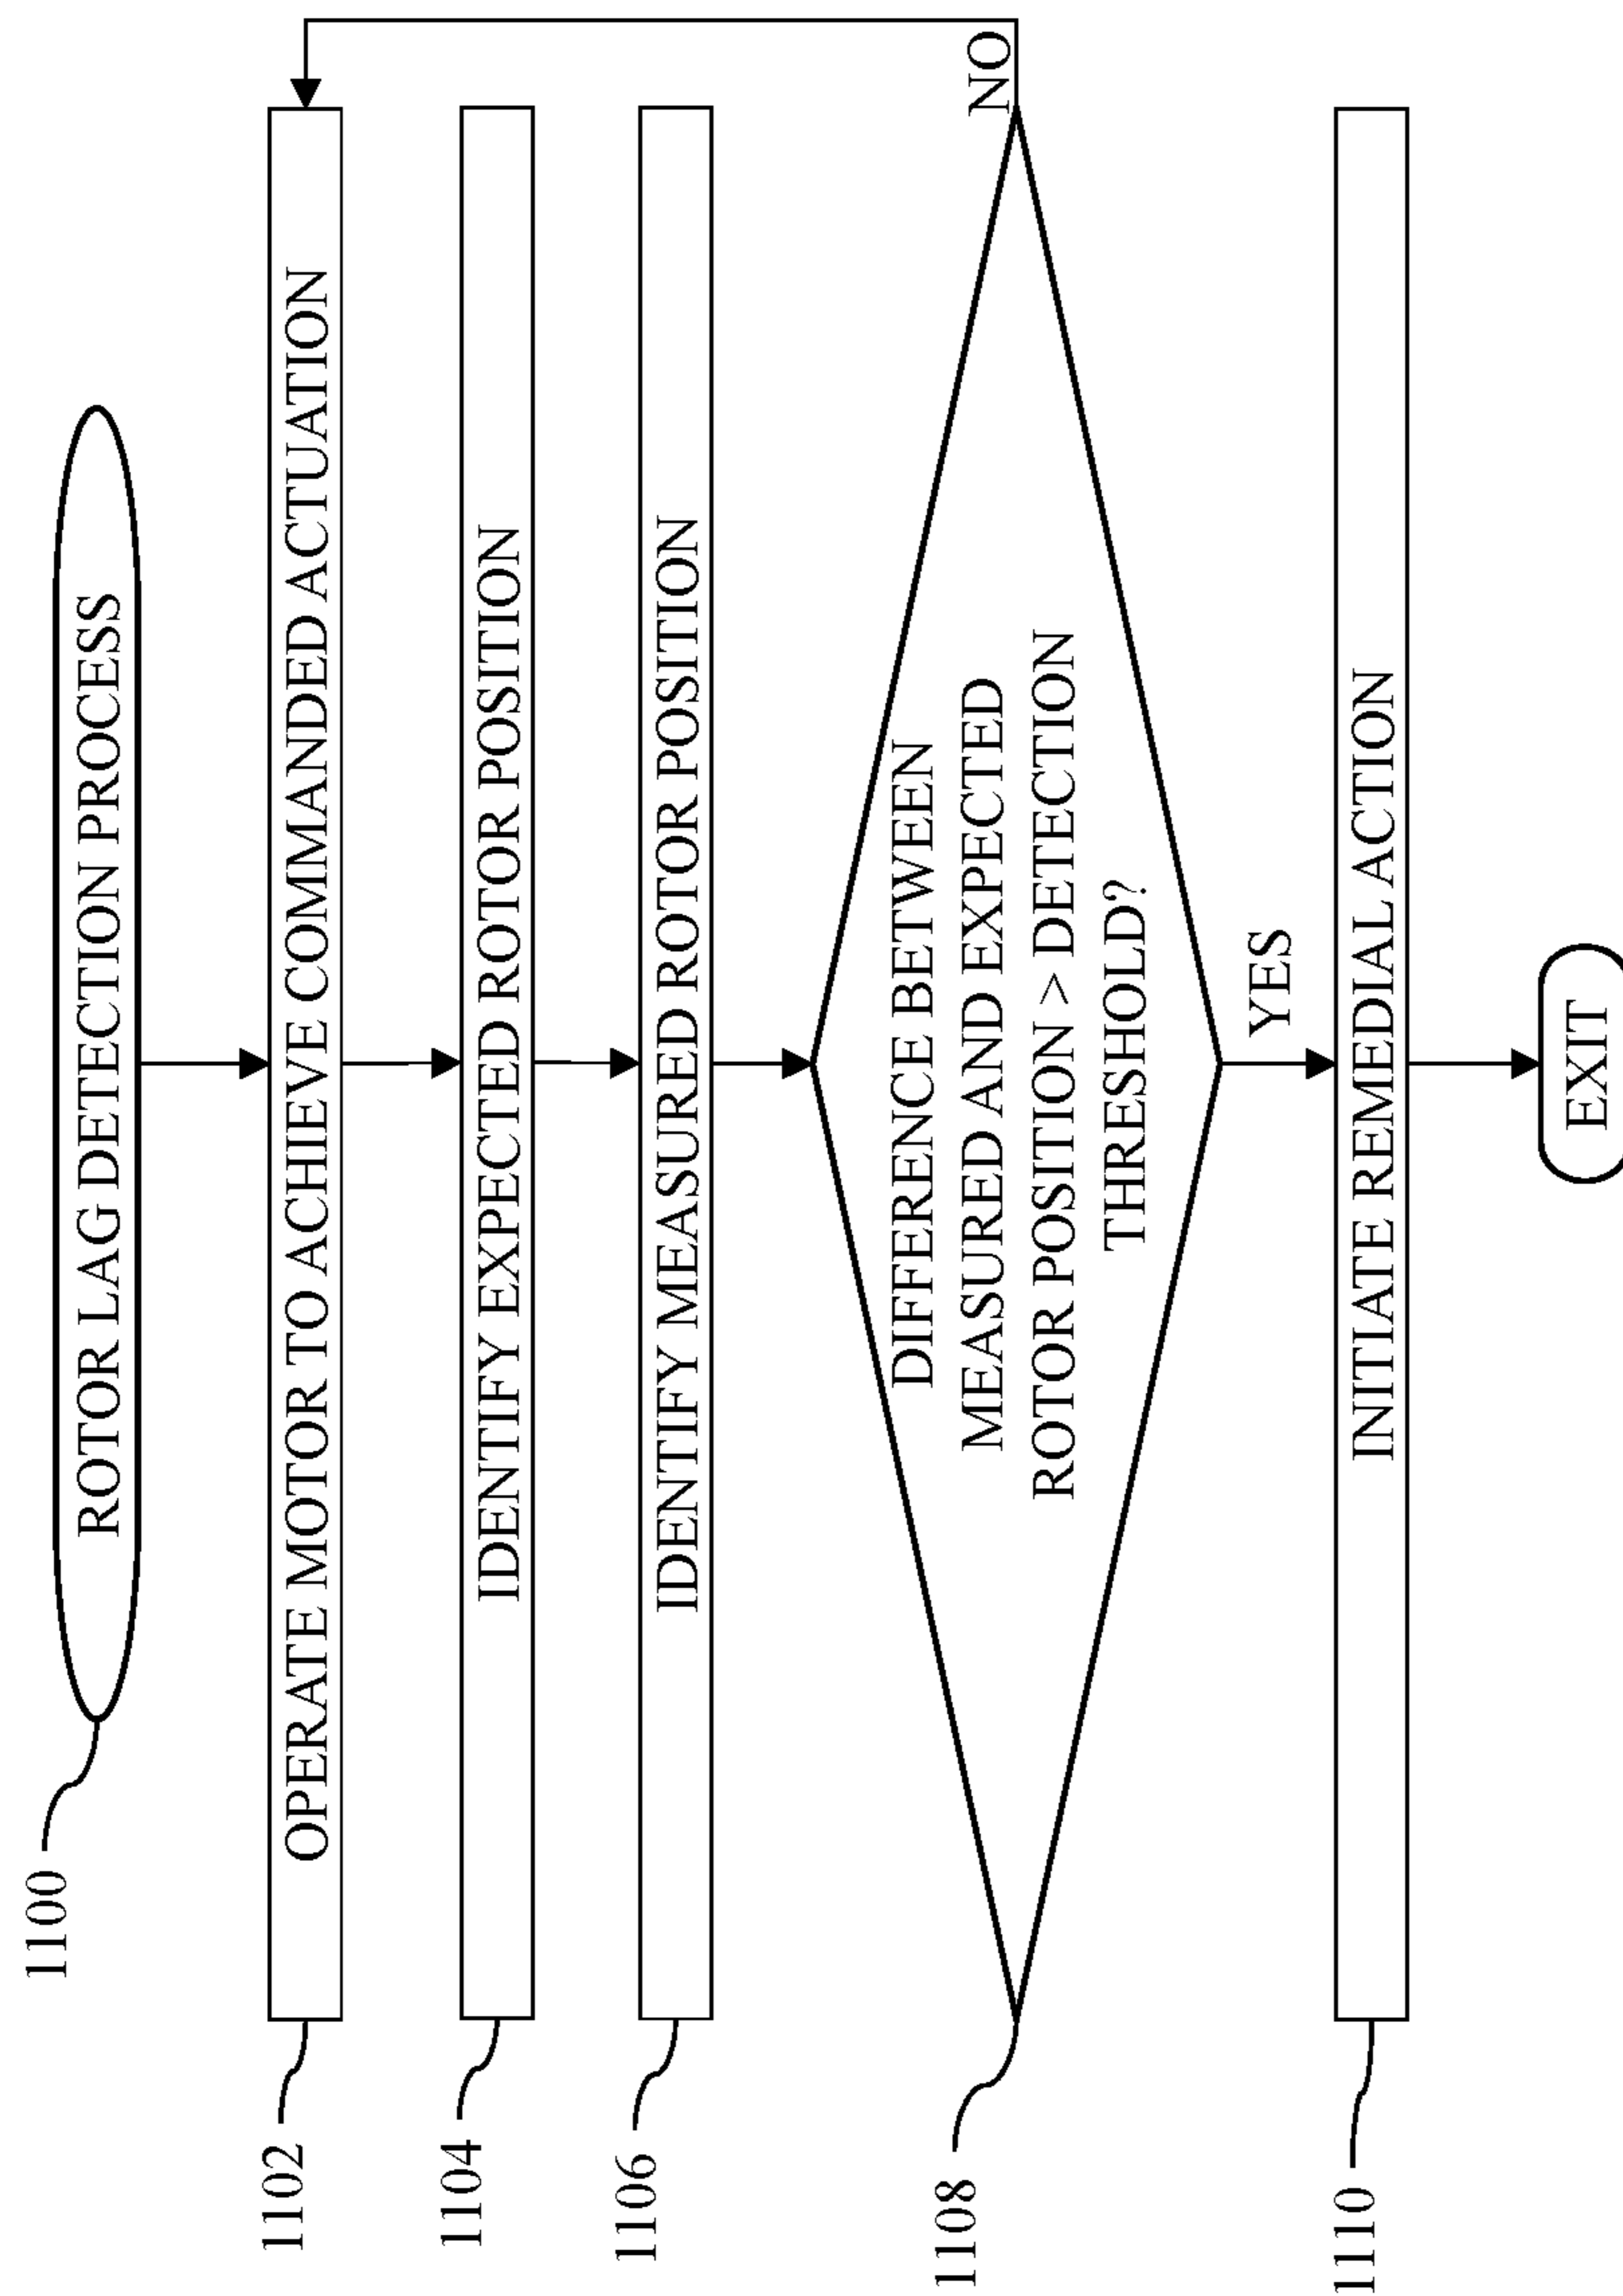 1100
ROTOR LAG DETECTION PROCESS
1102
OPERATE MOTOR TO ACHIEVE COMMANDED ACTUATION
1104
IDENTIFY EXPECTED ROTOR POSITION
1106
IDENTIFY MEASURED ROTOR POSITION
1108
DIFFERENCE BETWEEN
MEASURED AND EXPECTED
ROTOR POSITION > DETECTION
THRESHOLD?
NO
YES
1110
INITIATE REMEDIAL ACTION
EXIT